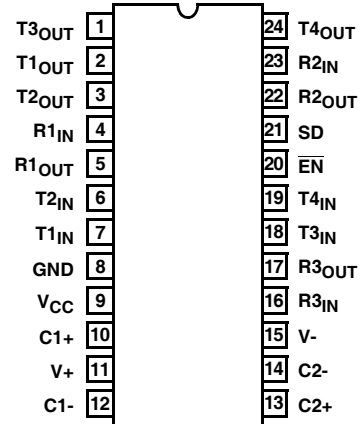 T3OUT 1 24 T4OUT
T1OUT 2 23 R2IN
T2OUT 3 22 R2OUT
R1IN 4 21 SD
R1OUT 5 20 E̅N̅
T2IN 6 19 T4IN
T1IN 7 18 T3IN
GND 8 17 R3OUT
VCC 9 16 R3IN
C1+ 10 15 V-
V+ 11 14 C2-
C1- 12 13 C2+